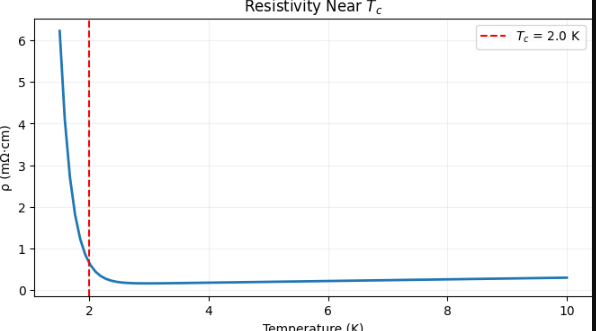 Resistivity Near T_c
T_c = 2.0 K
ρ (mΩ·cm)
6
5
4
3
2
1
0
2 4 6 8 10
Temperature (K)